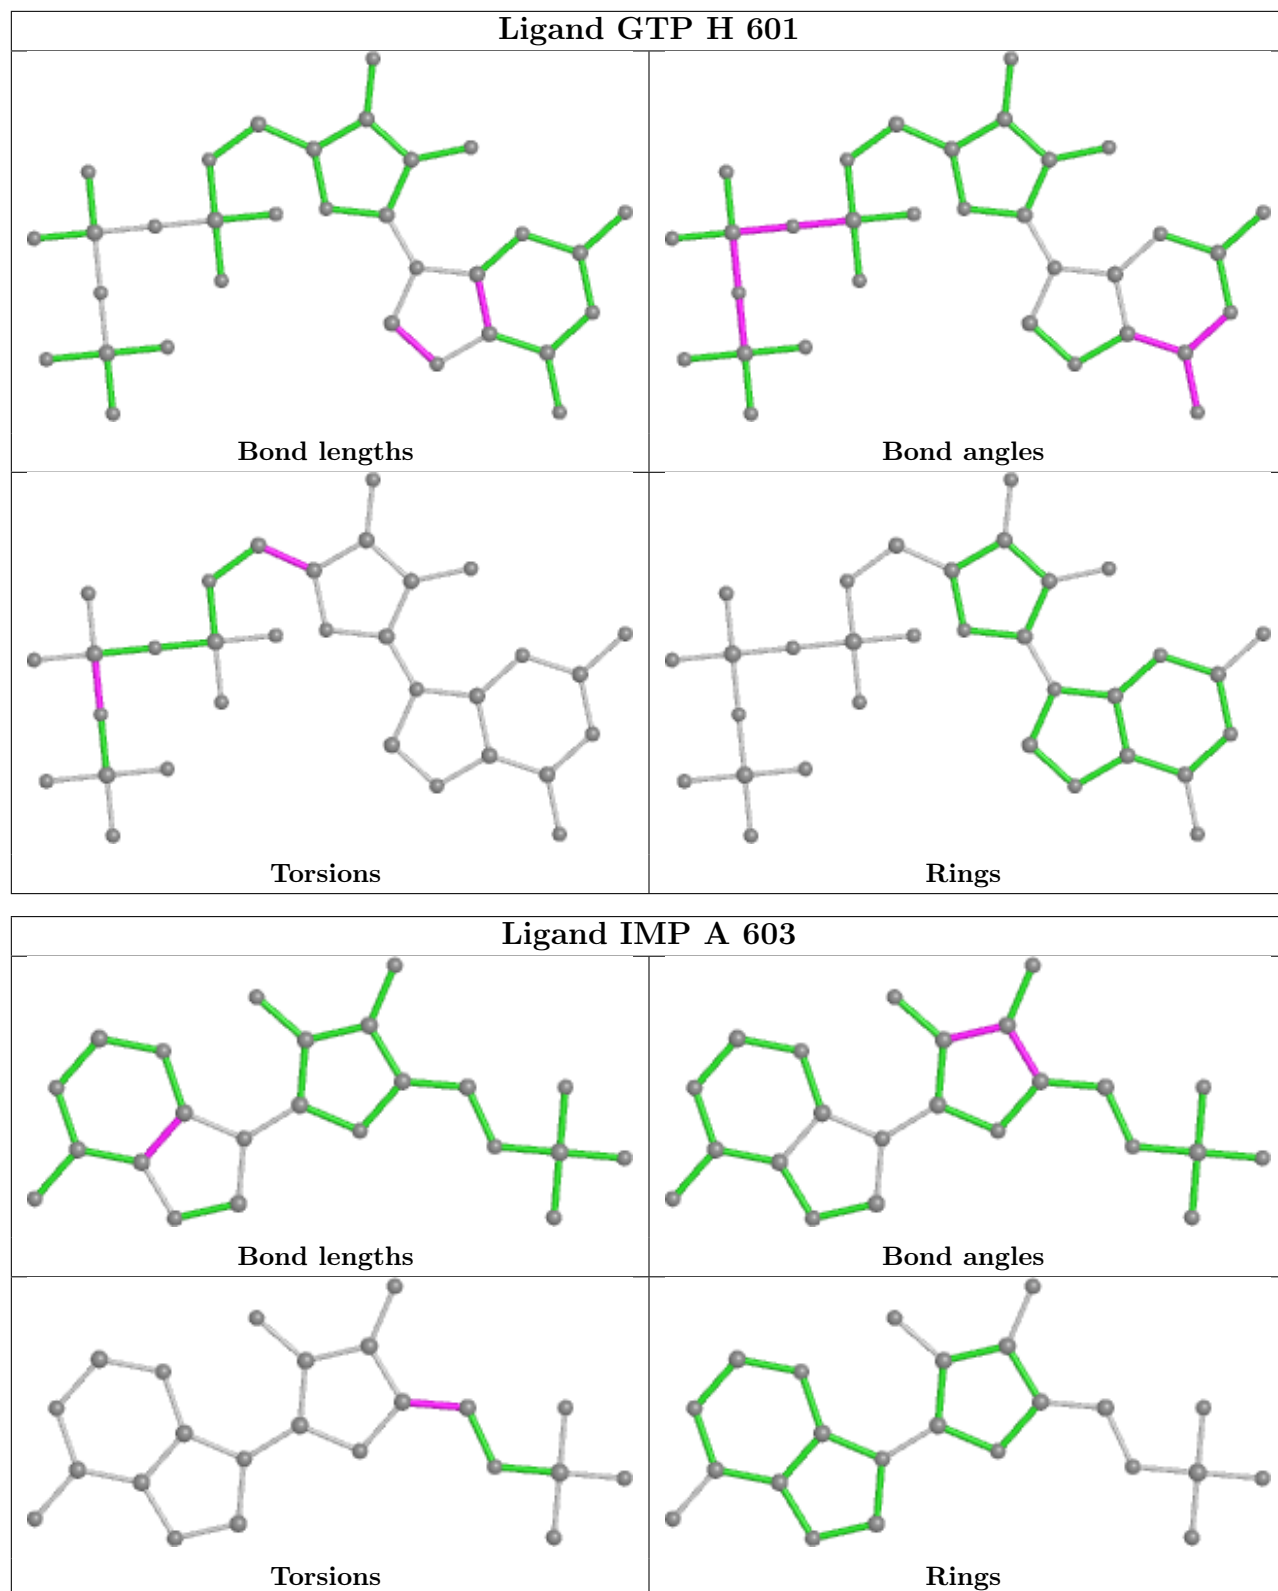 Ligand GTP H 601
Bond lengths
Bond angles
Torsions
Rings
Ligand IMP A 603
Bond lengths
Bond angles
Torsions
Rings